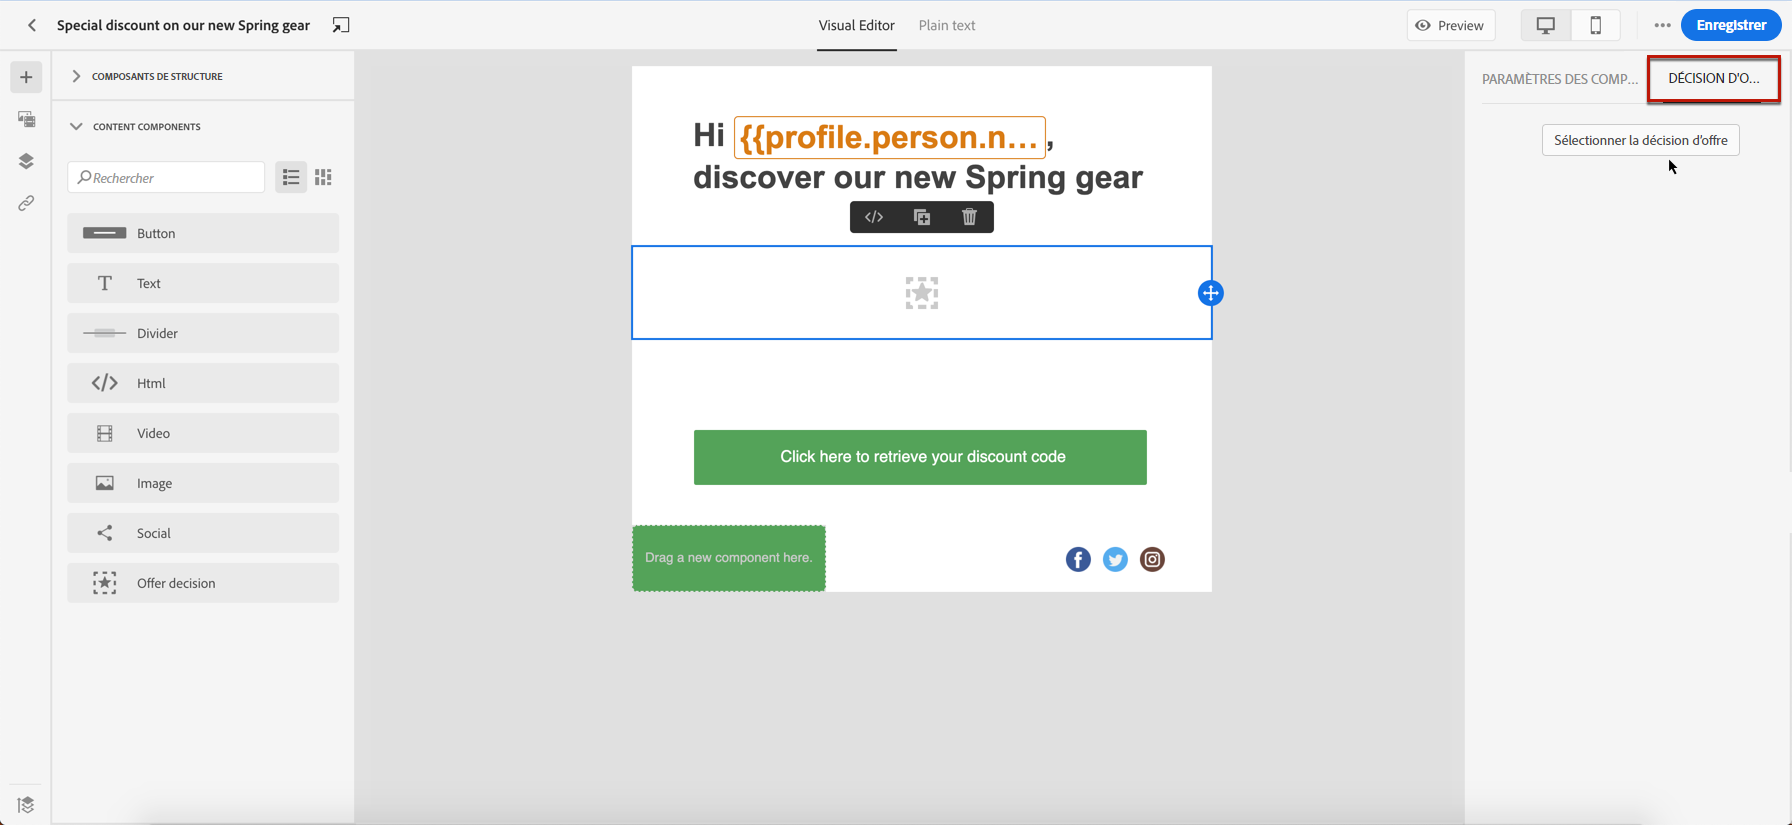 Special discount on our new Spring gear
Visual Editor
Plain text
Preview
Enregistrer
COMPOSANTS DE STRUCTURE
CONTENT COMPONENTS
Rechercher
Button
Text
Divider
Html
Video
Image
Social
Offer decision
Hi {{profile.person.n... ,
discover our new Spring gear
Click here to retrieve your discount code
Drag a new component here.
PARAMÈTRES DES COMP...
DÉCISION D'O...
Sélectionner la décision d'offre